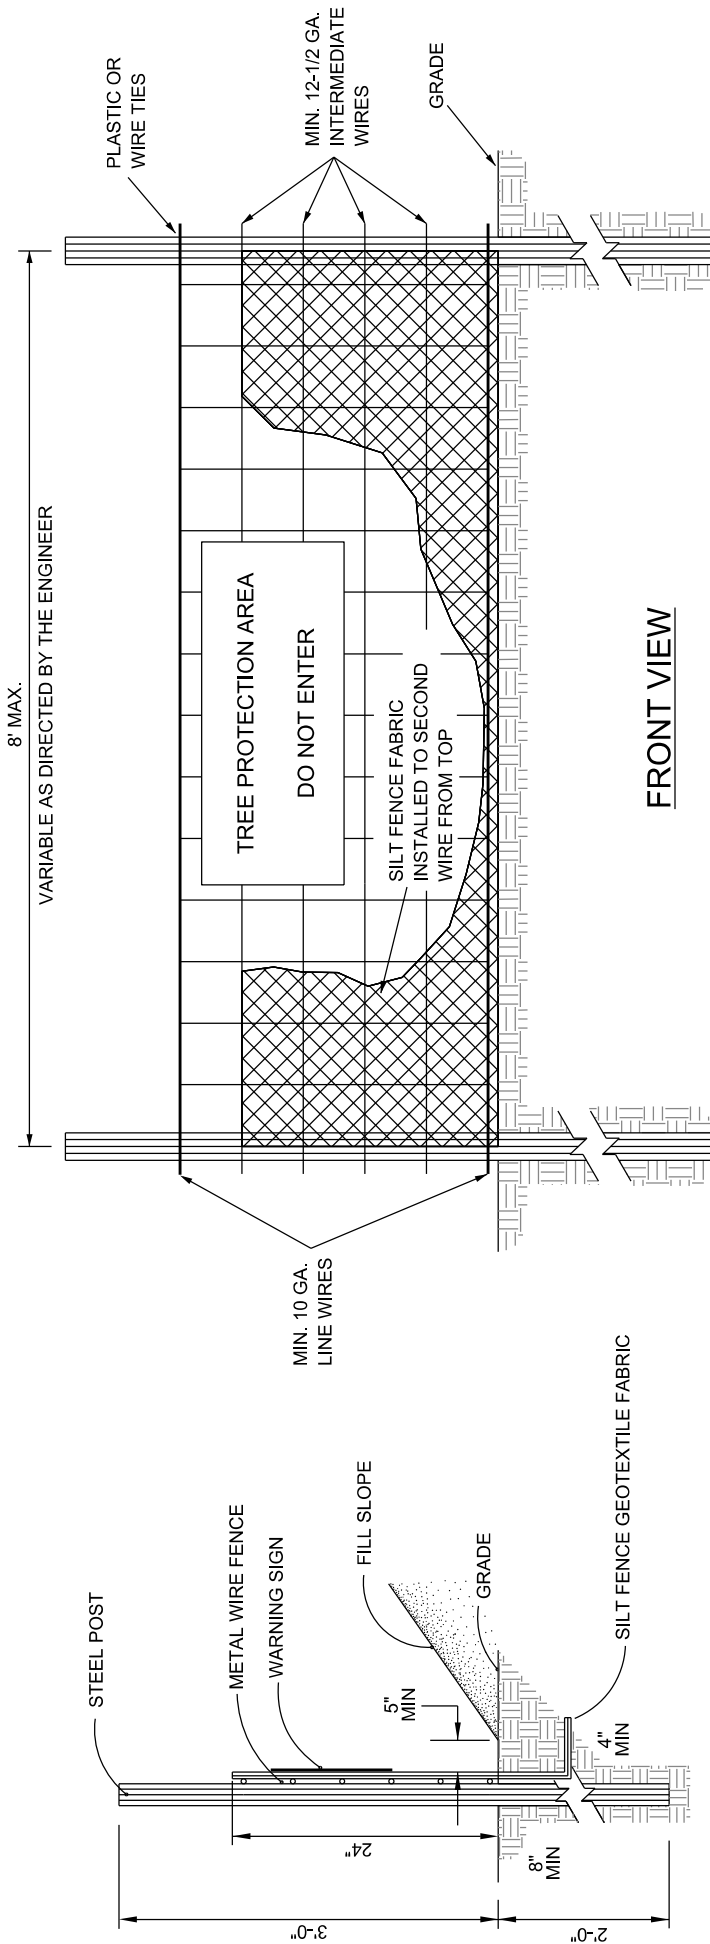 8' MAX.
VARIABLE AS DIRECTED BY THE ENGINEER
PLASTIC OR
WIRE TIES
MIN. 12-1/2 GA.
INTERMEDIATE
WIRES
GRADE
TREE PROTECTION AREA
DO NOT ENTER
SILT FENCE FABRIC
INSTALLED TO SECOND
WIRE FROM TOP
MIN. 10 GA.
LINE WIRES
FRONT VIEW
STEEL POST
METAL WIRE FENCE
WARNING SIGN
FILL SLOPE
GRADE
SILT FENCE GEOTEXTILE FABRIC
5"
MIN
4"
MIN
8"
MIN
24"
3'-0"
2'-0"